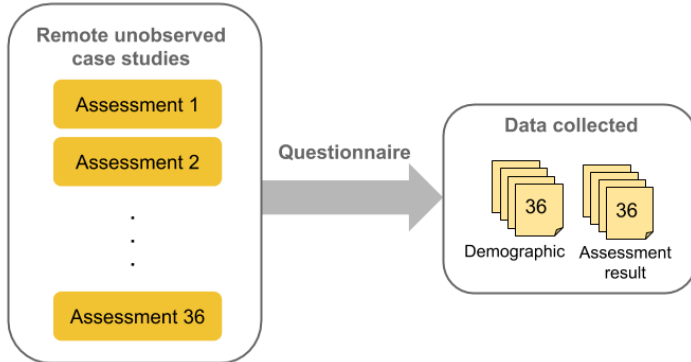 Remote unobserved
case studies
Assessment 1
Assessment 2
.
.
.
Assessment 36
Questionnaire
Data collected
36
36
Demographic
Assessment
result